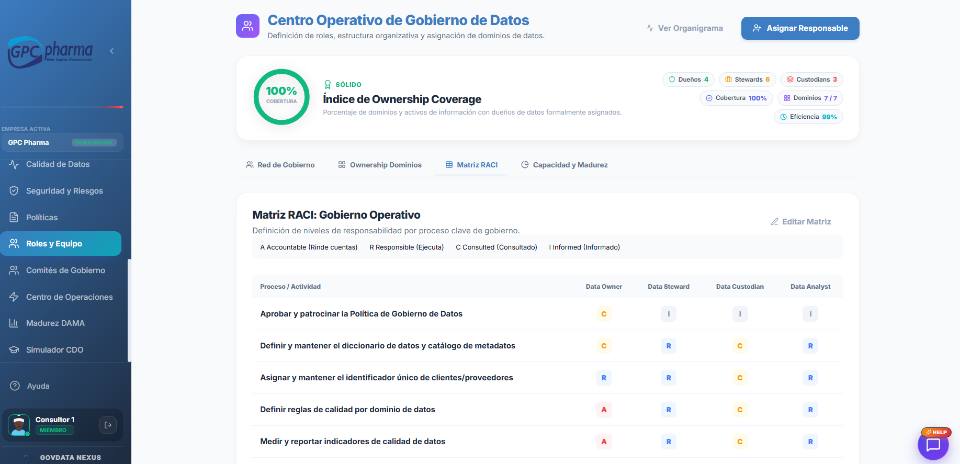 GPC pharma
EMPRESA ACTIVA
GPC Pharma
Calidad de Datos
Seguridad y Riesgos
Políticas
Roles y Equipo
Comités de Gobierno
Centro de Operaciones
Madurez DAMA
Simulador CDO
Ayuda
Consultor 1
MIEMBRO
GOVDATA NEXUS
Centro Operativo de Gobierno de Datos
Definición de roles, estructura organizativa y asignación de dominios de datos.
Ver Organigrama
Asignar Responsable
100%
COBERTURA
SÓLIDO
Índice de Ownership Coverage
Porcentaje de dominios y activos de información con dueños de datos formalmente asignados.
Dueños 4
Stewards 6
Custodians 3
Cobertura 100%
Dominios 7 / 7
Eficiencia 99%
Red de Gobierno
Ownership Dominios
Matriz RACI
Capacidad y Madurez
Matriz RACI: Gobierno Operativo
Definición de niveles de responsabilidad por proceso clave de gobierno.
Editar Matriz
A Accountable (Rinde cuentas) R Responsible (Ejecuta) C Consulted (Consultado) I Informed (Informado)
Proceso / Actividad Data Owner Data Steward Data Custodian Data Analyst
Aprobar y patrocinar la Política de Gobierno de Datos C I I I
Definir y mantener el diccionario de datos y catálogo de metadatos C R C R
Asignar y mantener el identificador único de clientes/proveedores R R C R
Definir reglas de calidad por dominio de datos A R C R
Medir y reportar indicadores de calidad de datos A R C R
HELP